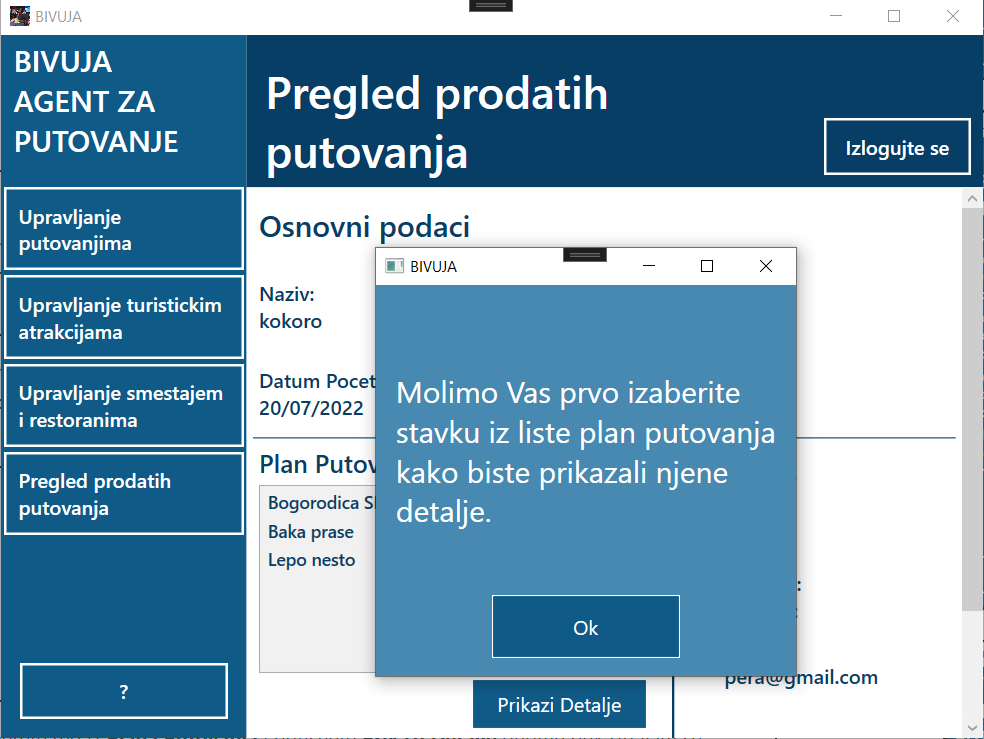 BIVUJA
BIVUJA
AGENT ZA
PUTOVANJE
Pregled prodatih
putovanja
Izlogujte se
Upravljanje
putovanjima
Upravljanje turistickim
atrakcijama
Upravljanje smestajem
i restoranima
Pregled prodatih
putovanja
?
Osnovni podaci
Naziv:
kokoro
Datum Pocet
20/07/2022
Plan Putov
Bogorodica
Baka prase
Lepo nesto
Prikazi Detalje
pera@gmail.com
BIVUJA
Molimo Vas prvo izaberite
stavku iz liste plan putovanja
kako biste prikazali njene
detalje.
Ok